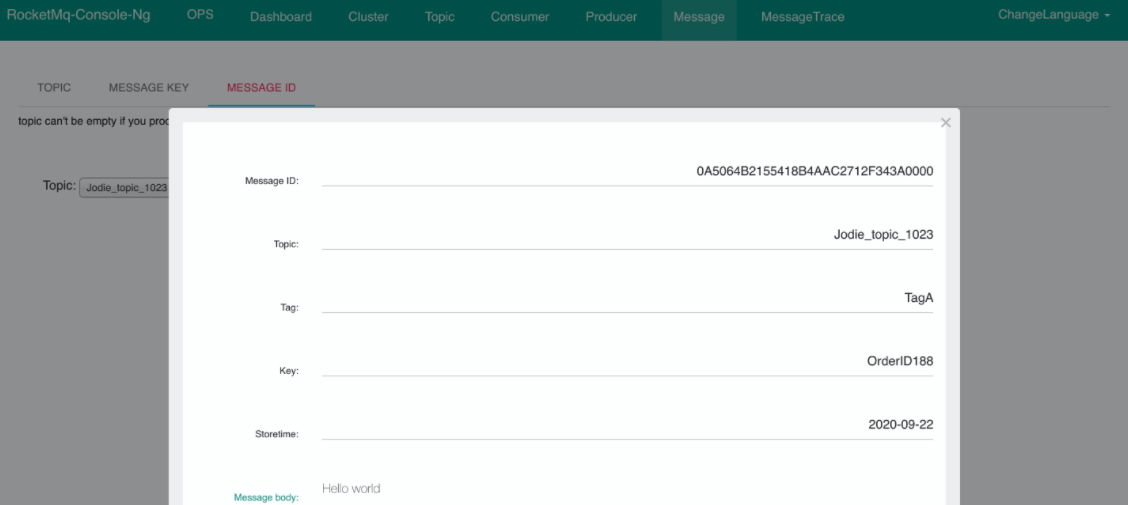 RocketMq-Console-Ng OPS Dashboard Cluster Topic Consumer Producer Message MessageTrace ChangeLanguage
TOPIC MESSAGE KEY MESSAGE ID
topic can't be empty if you
Topic: Jodie_topic_1023
Message ID: 0A5064B2155418B4AAC2712F343A0000
Topic: Jodie_topic_1023
Tag: TagA
Key: OrderID188
Storetime: 2020-09-22
Message body: Hello world